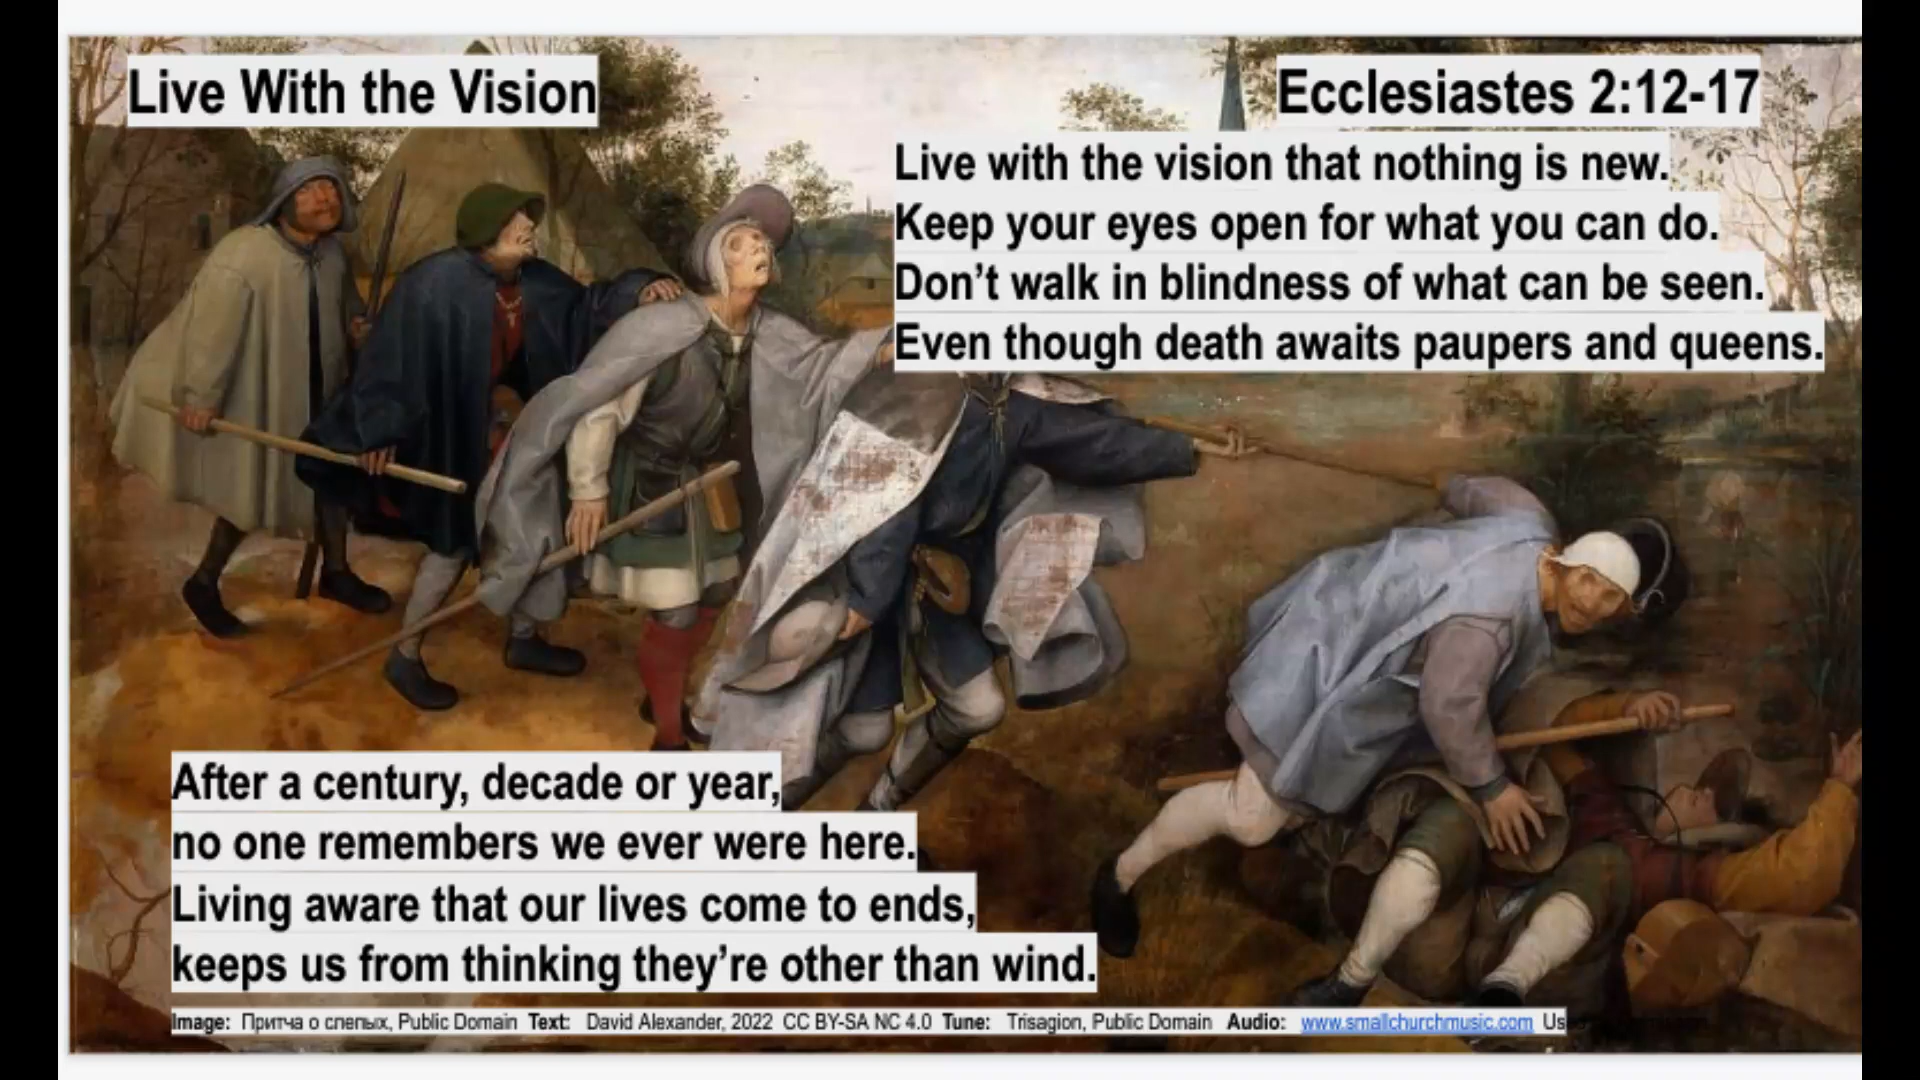 Live With the Vision
Ecclesiastes 2:12-17
Live with the vision that nothing is new.
Keep your eyes open for what you can do.
Don’t walk in blindness of what can be seen.
Even though death awaits paupers and queens.
After a century, decade or year,
no one remembers we ever were here.
Living aware that our lives come to ends,
keeps us from thinking they’re other than wind.
Image: Притча о слепых, Public Domain Text: David Alexander, 2022 CC BY-SA NC 4.0 Tune: Trisagion, Public Domain Audio: www.smallchurchmusic.com